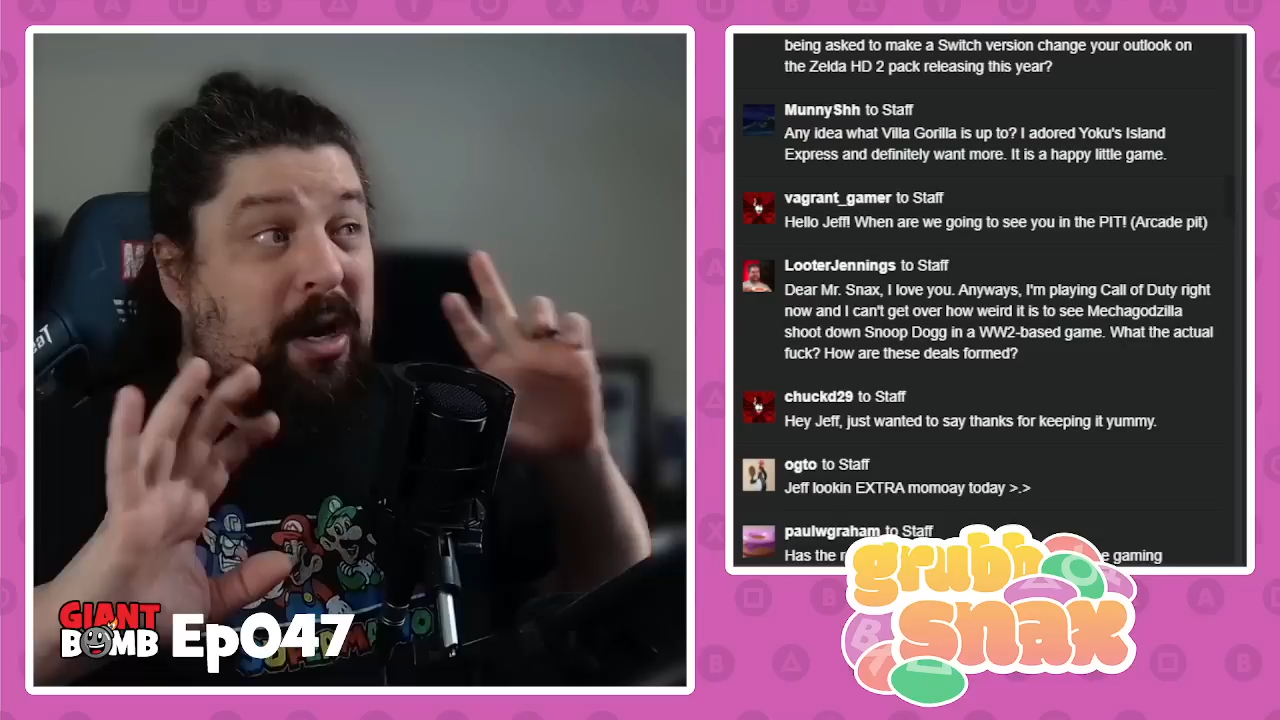 being asked to make a Switch version change your outlook on
the Zelda HD 2 pack releasing this year?
MunnyShh to Staff
Any idea what Villa Gorilla is up to? I adored Yoku's Island
Express and definitely want more. It is a happy little game.
vagrant_gamer to Staff
Hello Jeff! When are we going to see you in the PIT! (Arcade pit)
LooterJennings to Staff
Dear Mr. Snax, I love you. Anyways, I'm playing Call of Duty right
now and I can't get over how weird it is to see Mechagodzilla
shoot down Snoop Dogg in a WW2-based game. What the actual
fuck? How are these deals formed?
chuckd29 to Staff
Hey Jeff, just wanted to say thanks for keeping it yummy.
ogto to Staff
Jeff lookin EXTRA momoay today >.>
paulwgraham to Staff
Has the gaming
GIANT
BOMB
Ep047
grubb
snax